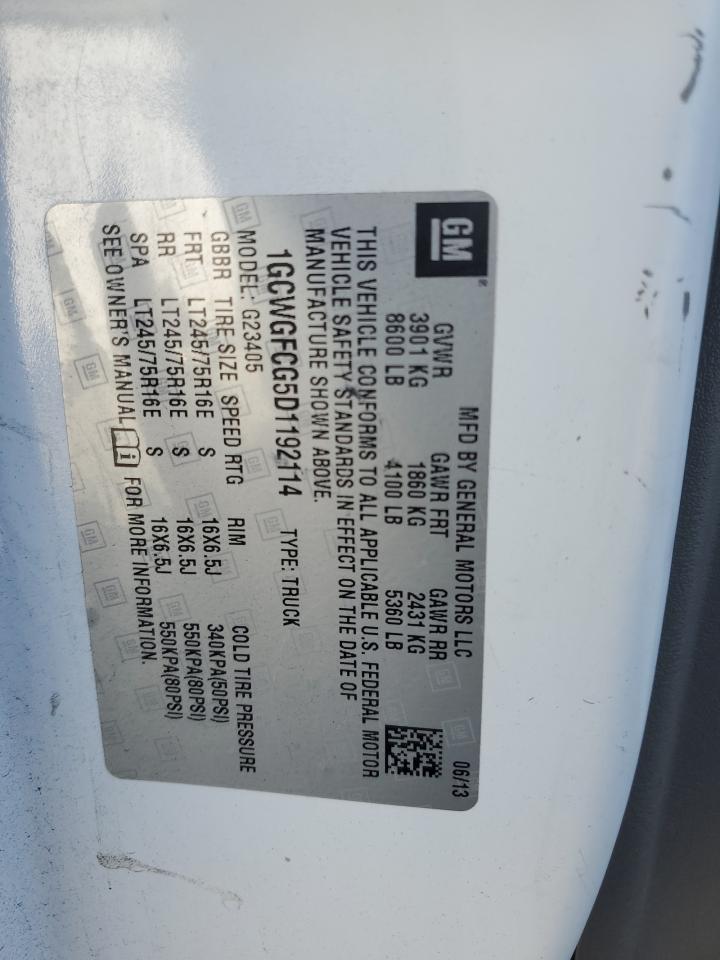 GM
MFD BY GENERAL MOTORS LLC 06/13
GVWR GAWR FRT GAWR RR
3901 KG 1860 KG 2431 KG
8600 LB 4100 LB 5360 LB
THIS VEHICLE CONFORMS TO ALL APPLICABLE U.S. FEDERAL MOTOR
VEHICLE SAFETY STANDARDS IN EFFECT ON THE DATE OF
MANUFACTURE SHOWN ABOVE.
1GCWGFCG5D1192114 TYPE: TRUCK
MODEL: G23405
GBBR TIRE SIZE SPEED RTG RIM COLD TIRE PRESSURE
FRT LT245/75R16E S 16X6.5J 340KPA(50PSI)
RR LT245/75R16E S 16X6.5J 550KPA(80PSI)
SPA LT245/75R16E S 16X6.5J 550KPA(80PSI)
SEE OWNER'S MANUAL i FOR MORE INFORMATION.